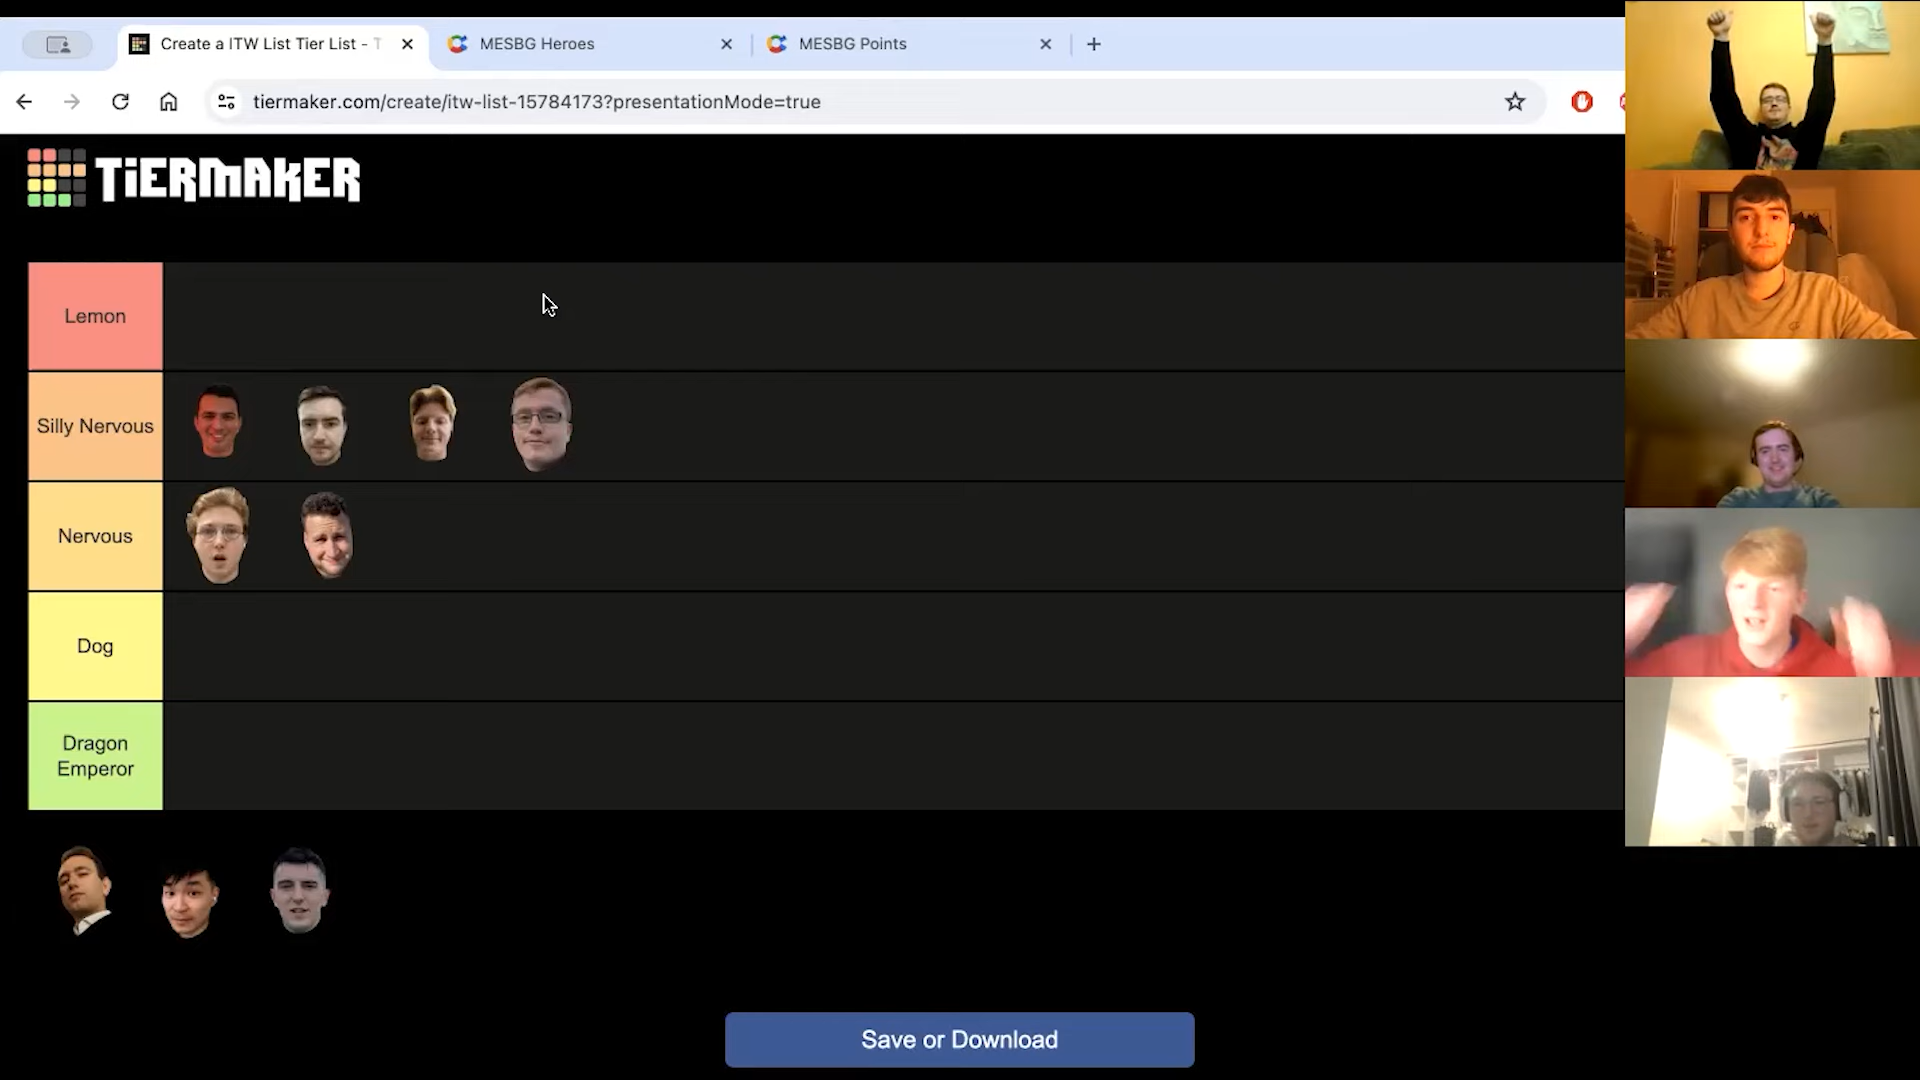 Create a ITW List Tier List - T
MESBG Heroes
MESBG Points
tiermaker.com/create/itw-list-15784173?presentationMode=true
TiERMAKER
Lemon
Silly Nervous
Nervous
Dog
Dragon
Emperor
Save or Download